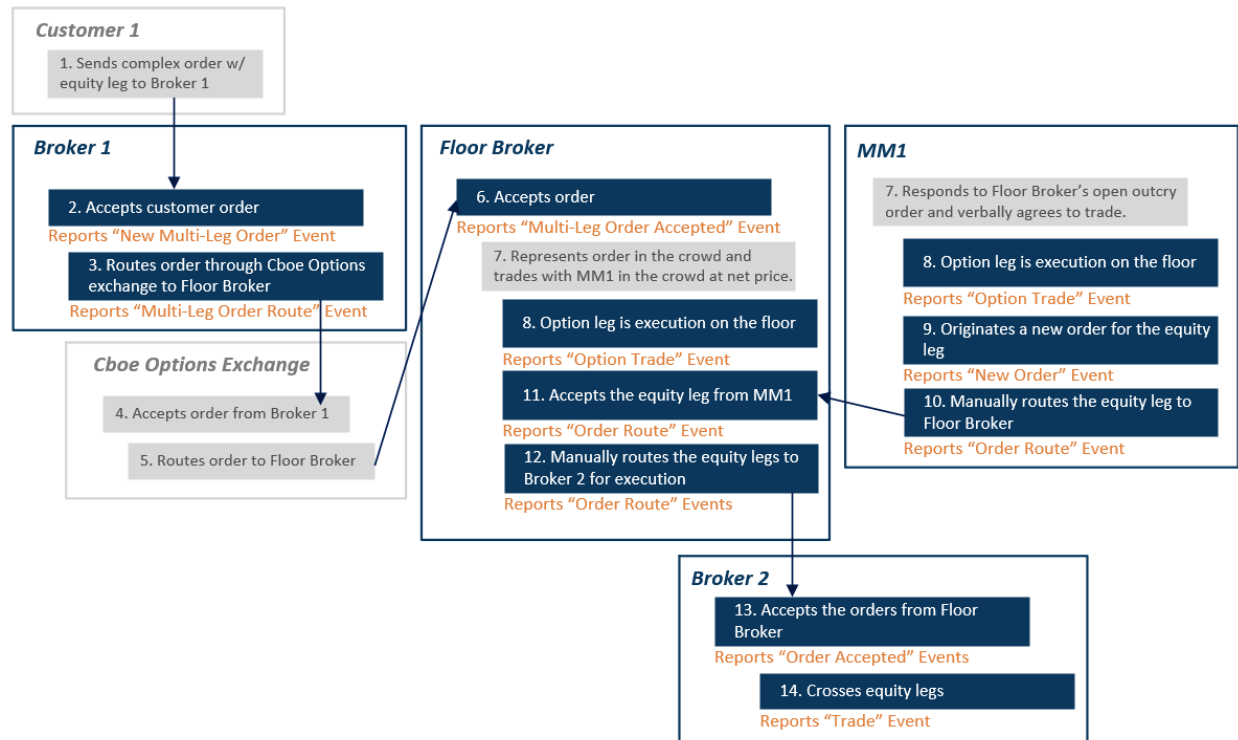 Customer 1
1. Sends complex order w/
equity leg to Broker 1
Broker 1
2. Accepts customer order
Reports “New Multi-Leg Order” Event
3. Routes order through Cboe Options
exchange to Floor Broker
Reports “Multi-Leg Order Route” Event
Cboe Options Exchange
4. Accepts order from Broker 1
5. Routes order to Floor Broker
Floor Broker
6. Accepts order
Reports “Multi-Leg Order Accepted” Event
7. Represents order in the crowd and
trades with MM1 in the crowd at net price.
8. Option leg is execution on the floor
Reports “Option Trade” Event
11. Accepts the equity leg from MM1
Reports “Order Route” Event
12. Manually routes the equity legs to
Broker 2 for execution
Reports “Order Route” Events
MM1
7. Responds to Floor Broker’s open outcry
order and verbally agrees to trade.
8. Option leg is execution on the floor
Reports “Option Trade” Event
9. Originates a new order for the equity
leg
Reports “New Order” Event
10. Manually routes the equity leg to
Floor Broker
Reports “Order Route” Event
Broker 2
13. Accepts the orders from Floor
Broker
Reports “Order Accepted” Events
14. Crosses equity legs
Reports “Trade” Event